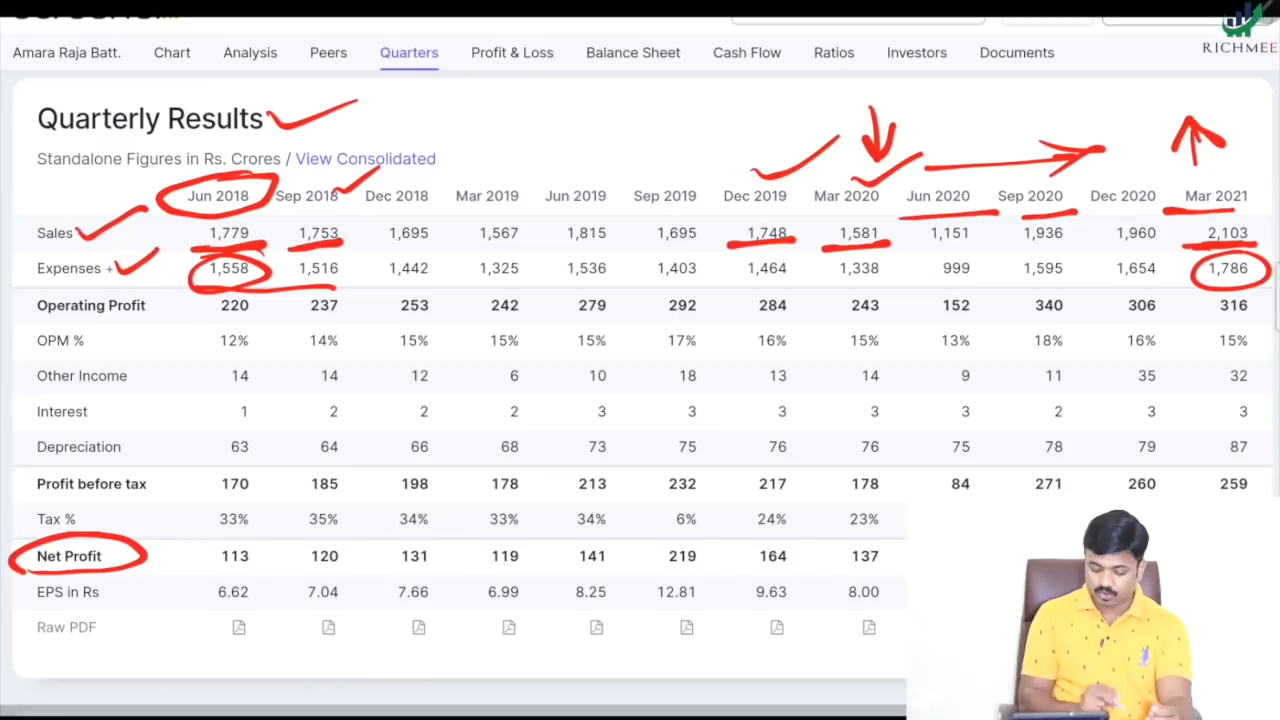 RICHMEE
Amara Raja Batt. Chart Analysis Peers Quarters Profit & Loss Balance Sheet Cash Flow Ratios Investors Documents
Quarterly Results
Standalone Figures in Rs. Crores / View Consolidated
Jun 2018 Sep 2018 Dec 2018 Mar 2019 Jun 2019 Sep 2019 Dec 2019 Mar 2020 Jun 2020 Sep 2020 Dec 2020 Mar 2021
Sales 1,779 1,753 1,695 1,567 1,815 1,695 1,748 1,581 1,151 1,936 1,960 2,103
Expenses + 1,558 1,516 1,442 1,325 1,536 1,403 1,464 1,338 999 1,595 1,654 1,786
Operating Profit 220 237 253 242 279 292 284 243 152 340 306 316
OPM % 12% 14% 15% 15% 15% 17% 16% 15% 13% 18% 16% 15%
Other Income 14 14 12 6 10 18 13 14 9 11 35 32
Interest 1 2 2 2 3 3 3 3 3 2 3 3
Depreciation 63 64 66 68 73 75 76 76 75 78 79 87
Profit before tax 170 185 198 178 213 232 217 178 84 271 260 259
Tax % 33% 35% 34% 33% 34% 6% 24% 23%
Net Profit 113 120 131 119 141 219 164 137
EPS in Rs 6.62 7.04 7.66 6.99 8.25 12.81 9.63 8.00
Raw PDF